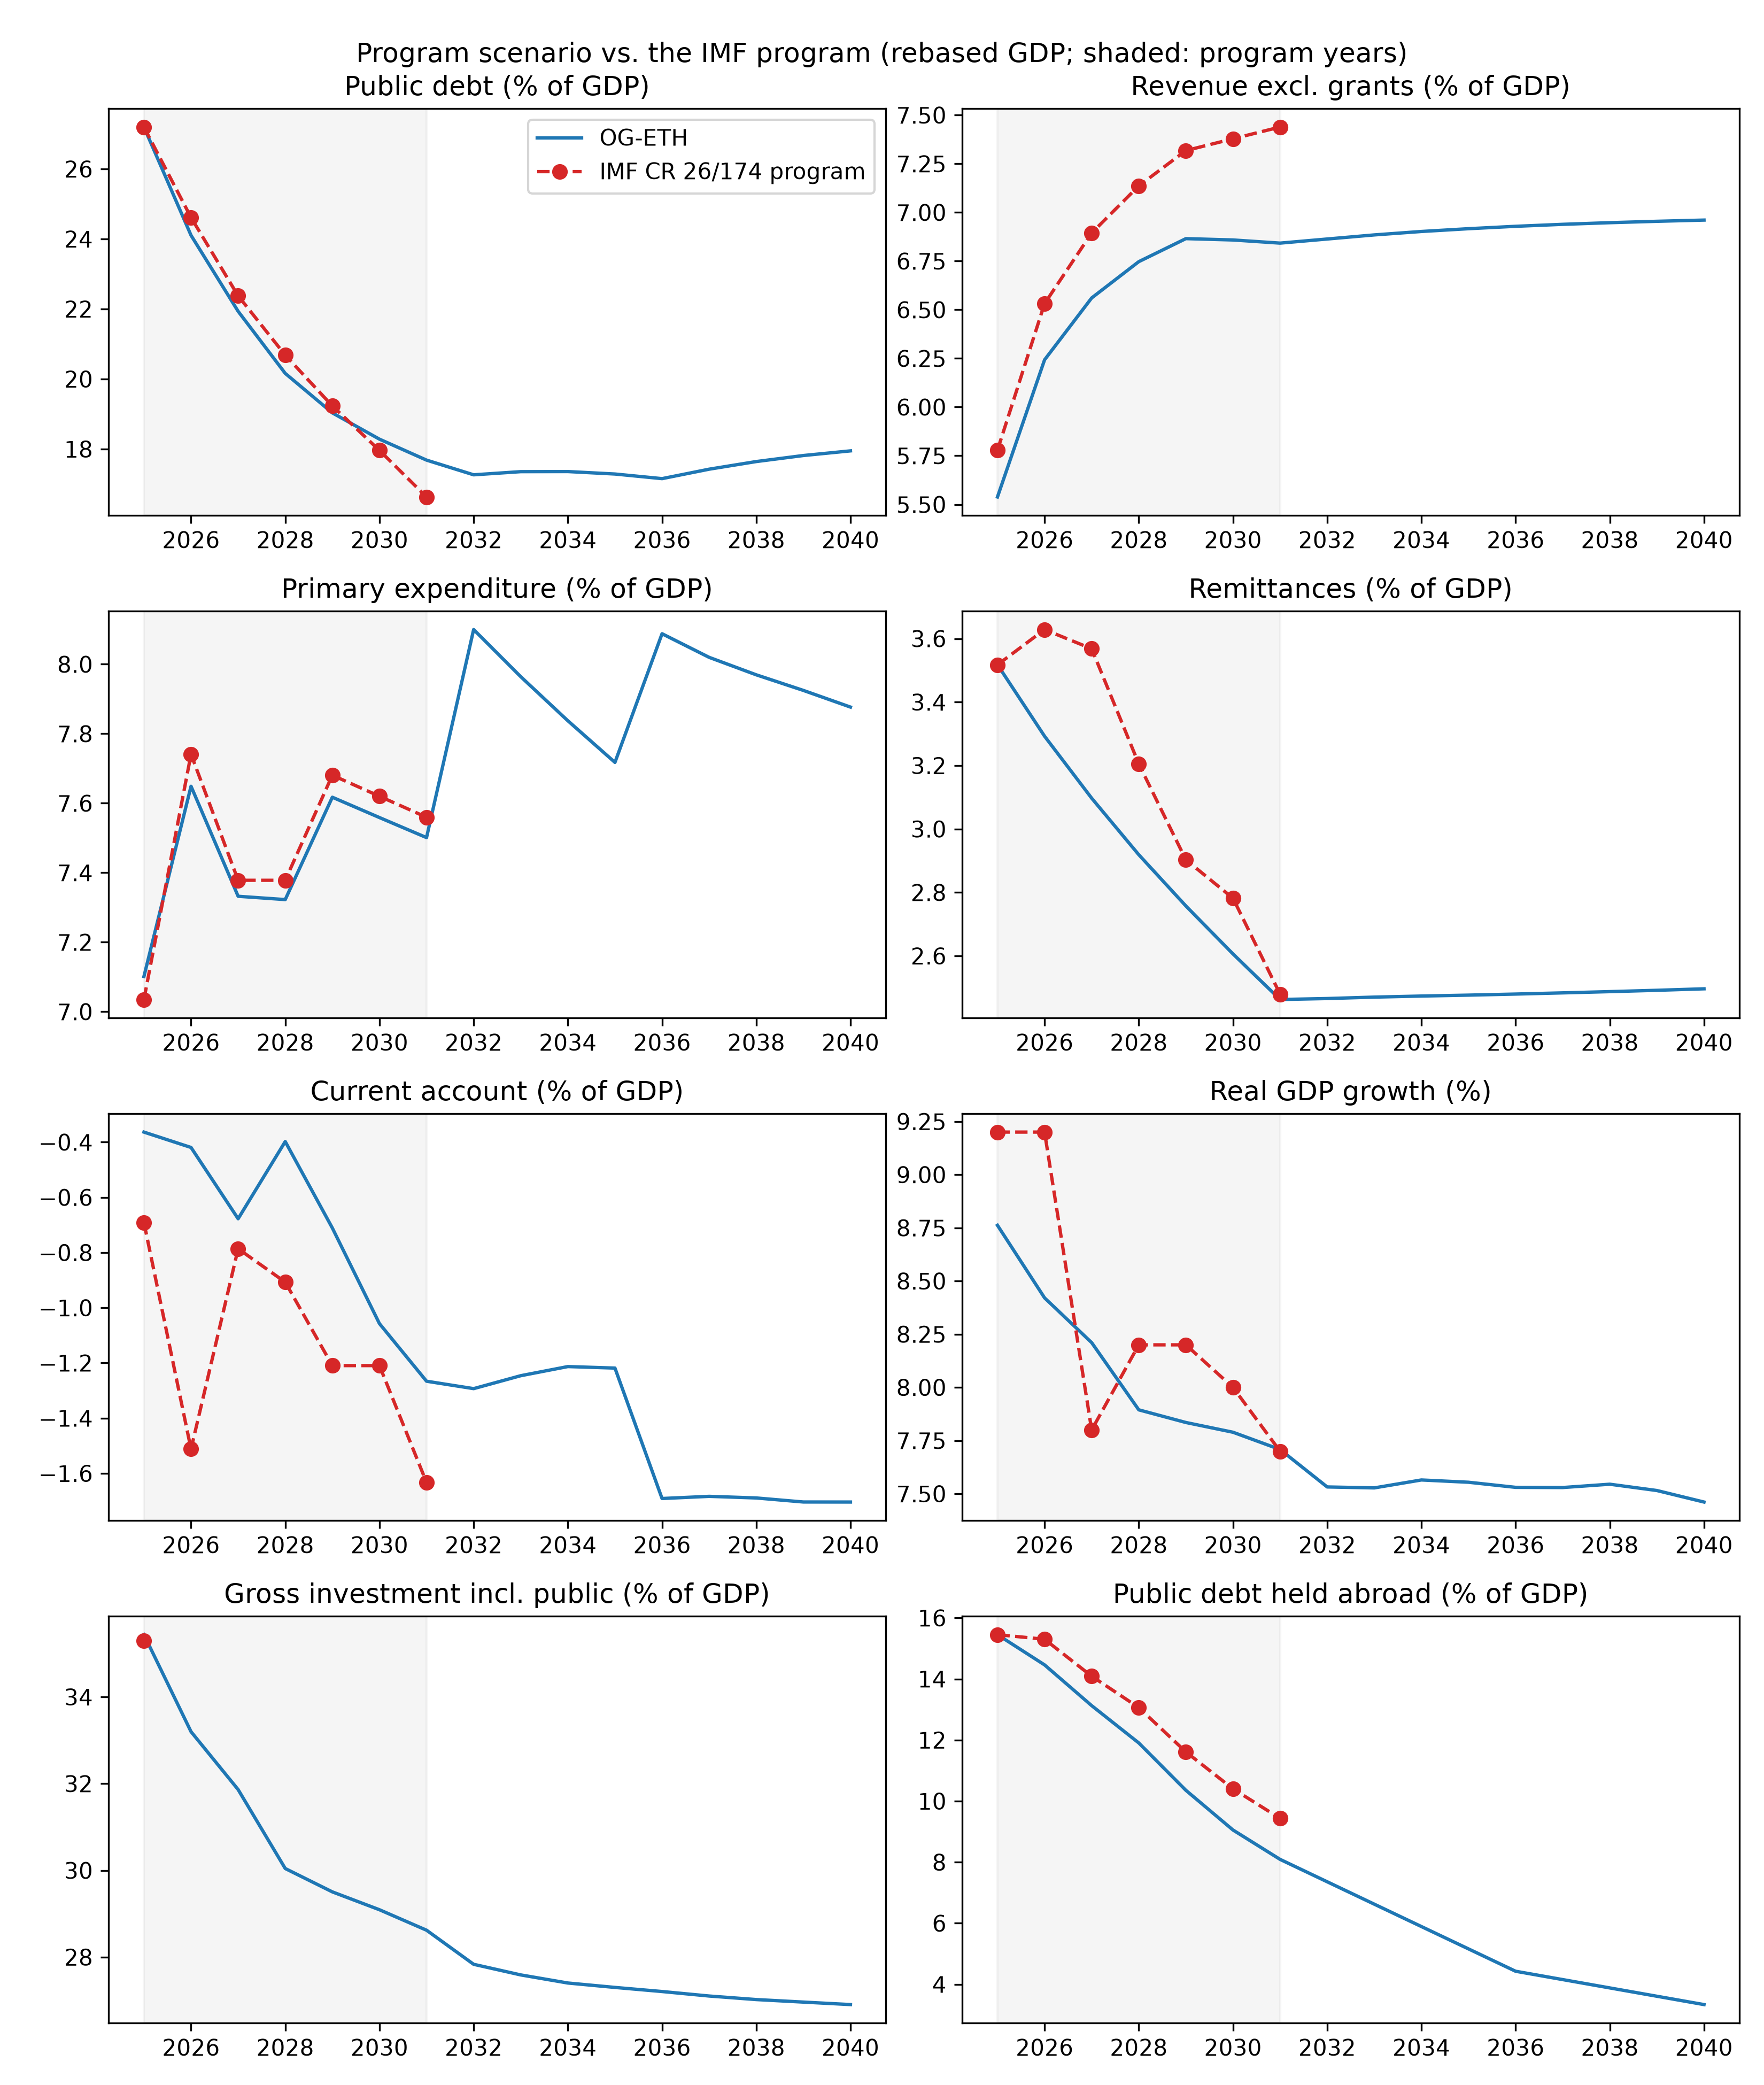 Program scenario vs. the IMF program (rebased GDP; shaded: program years)
Public debt (% of GDP)
26
24
22
20
18
2026 2028 2030 2032 2034 2036 2038 2040
OG-ETH
IMF CR 26/174 program
Revenue excl. grants (% of GDP)
7.50
7.25
7.00
6.75
6.50
6.25
6.00
5.75
5.50
2026 2028 2030 2032 2034 2036 2038 2040
Primary expenditure (% of GDP)
8.0
7.8
7.6
7.4
7.2
7.0
2026 2028 2030 2032 2034 2036 2038 2040
Remittances (% of GDP)
3.6
3.4
3.2
3.0
2.8
2.6
2026 2028 2030 2032 2034 2036 2038 2040
Current account (% of GDP)
−0.4
−0.6
−0.8
−1.0
−1.2
−1.4
−1.6
2026 2028 2030 2032 2034 2036 2038 2040
Real GDP growth (%)
9.25
9.00
8.75
8.50
8.25
8.00
7.75
7.50
2026 2028 2030 2032 2034 2036 2038 2040
Gross investment incl. public (% of GDP)
34
32
30
28
2026 2028 2030 2032 2034 2036 2038 2040
Public debt held abroad (% of GDP)
16
14
12
10
8
6
4
2026 2028 2030 2032 2034 2036 2038 2040